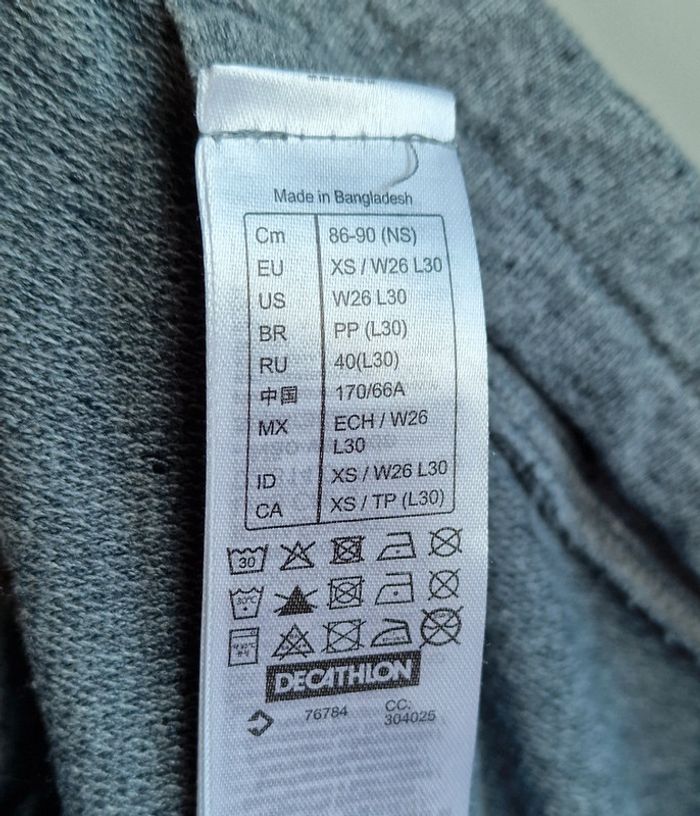 Made in Bangladesh
Cm 86-90 (NS)
EU XS / W26 L30
US W26 L30
BR PP (L30)
RU 40(L30)
中国 170/66A
MX ECH / W26
L30
ID XS / W26 L30
CA XS / TP (L30)
30
30°C
DECATHLON
76784 CC:
304025